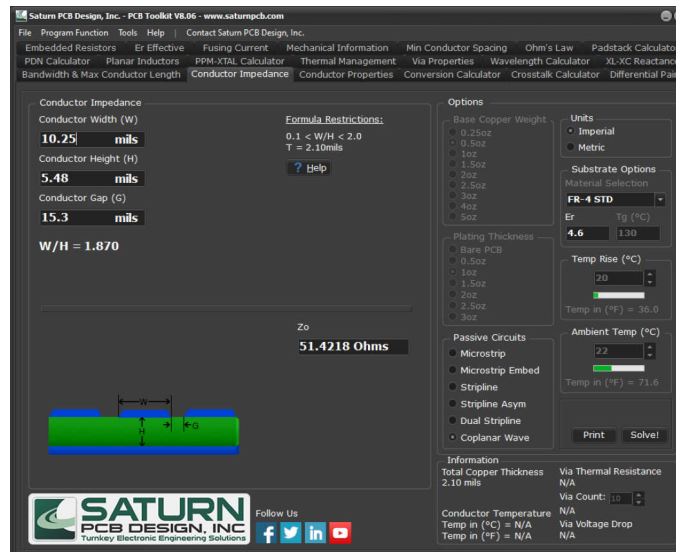 Saturn PCB Design, Inc. - PCB Toolkit V8.06 - www.saturnpcb.com
File Program Function Tools Help Contact Saturn PCB Design, Inc.
Embedded Resistors Er Effective Fusing Current Mechanical Information Min Conductor Spacing Ohm's Law Padstack Calculato
PDN Calculator Planar Inductors PPM-XTAL Calculator Thermal Management Via Properties Wavelength Calculator XL-XC Reactanc
Bandwidth & Max Conductor Length Conductor Impedance Conductor Properties Conversion Calculator Crosstalk Calculator Differential Pai
Conductor Impedance
Conductor Width (W)
10.25 mils
Conductor Height (H)
5.48 mils
Conductor Gap (G)
15.3 mils
W/H = 1.870
Formula Restrictions:
0.1 < W/H < 2.0
T = 2.10mils
? Help
Zo
51.4218 Ohms
W
H
G
Options
Base Copper Weight
0.25oz
0.5oz
1oz
1.5oz
2oz
2.5oz
3oz
4oz
5oz
Plating Thickness
Bare PCB
0.5oz
1oz
1.5oz
2oz
2.5oz
3oz
Passive Circuits
Microstrip
Microstrip Embed
Stripline
Stripline Asym
Dual Stripline
Coplanar Wave
Units
Imperial
Metric
Substrate Options
Material Selection
FR-4 STD
Er Tg (°C)
4.6 130
Temp Rise (°C)
20
Temp in (°F) = 36.0
Ambient Temp (°C)
22
Temp in (°F) = 71.6
Print Solve!
Information
Total Copper Thickness
2.10 mils
Conductor Temperature
Temp in (°C) = N/A
Temp in (°F) = N/A
Via Thermal Resistance
N/A
Via Count: 10
N/A
Via Voltage Drop
N/A
SATURN
PCB DESIGN, INC
Turnkey Electronic Engineering Solutions
Follow Us
f
in